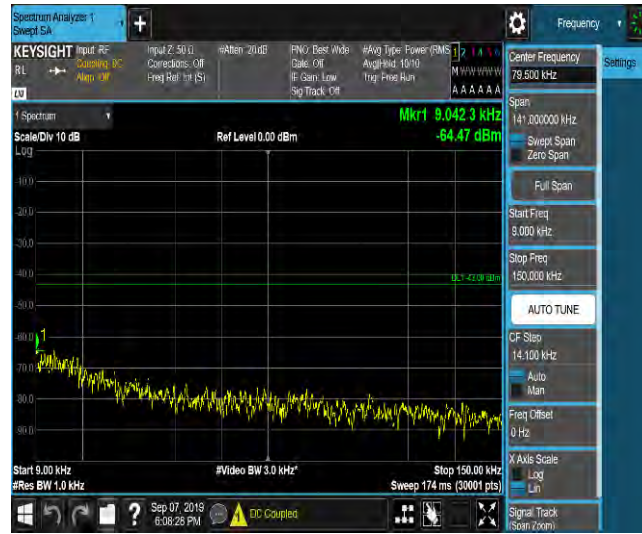 Spectrum Analyzer 1
Swept SA
Frequency
KEYSIGHT Input: RF
RL
Coupling: DC
Align: Off
Input Z: 50 Ω
Corrections: Off
Freq Ref: Int (S)
#Atten: 20 dB
PNO: Best Wide
Gate: Off
IF Gain: Low
Sig Track: Off
#Avg Type: Power (RMS
Avg|Hold: 10/10
Trig: Free Run
M W W W W W
A A A A A A
1 Spectrum
Mkr1 9.042 3 kHz
Scale/Div 10 dB
Ref Level 0.00 dBm
-64.47 dBm
Log
-10.0
-20.0
-30.0
-40.0
DL1 -43.00 dBm
-50.0
-60.0
1
-70.0
-80.0
-90.0
Start 9.00 kHz
#Video BW 3.0 kHz*
Stop 150.00 kHz
#Res BW 1.0 kHz
Sweep 174 ms (30001 pts)
?
Sep 07, 2019
6:08:28 PM
DC Coupled
Center Frequency
79.500 kHz
Settings
Span
141.000000 kHz
Swept Span
Zero Span
Full Span
Start Freq
9.000 kHz
Stop Freq
150.000 kHz
AUTO TUNE
CF Step
14.100 kHz
Auto
Man
Freq Offset
0 Hz
X Axis Scale
Log
Lin
Signal Track
(Span Zoom)